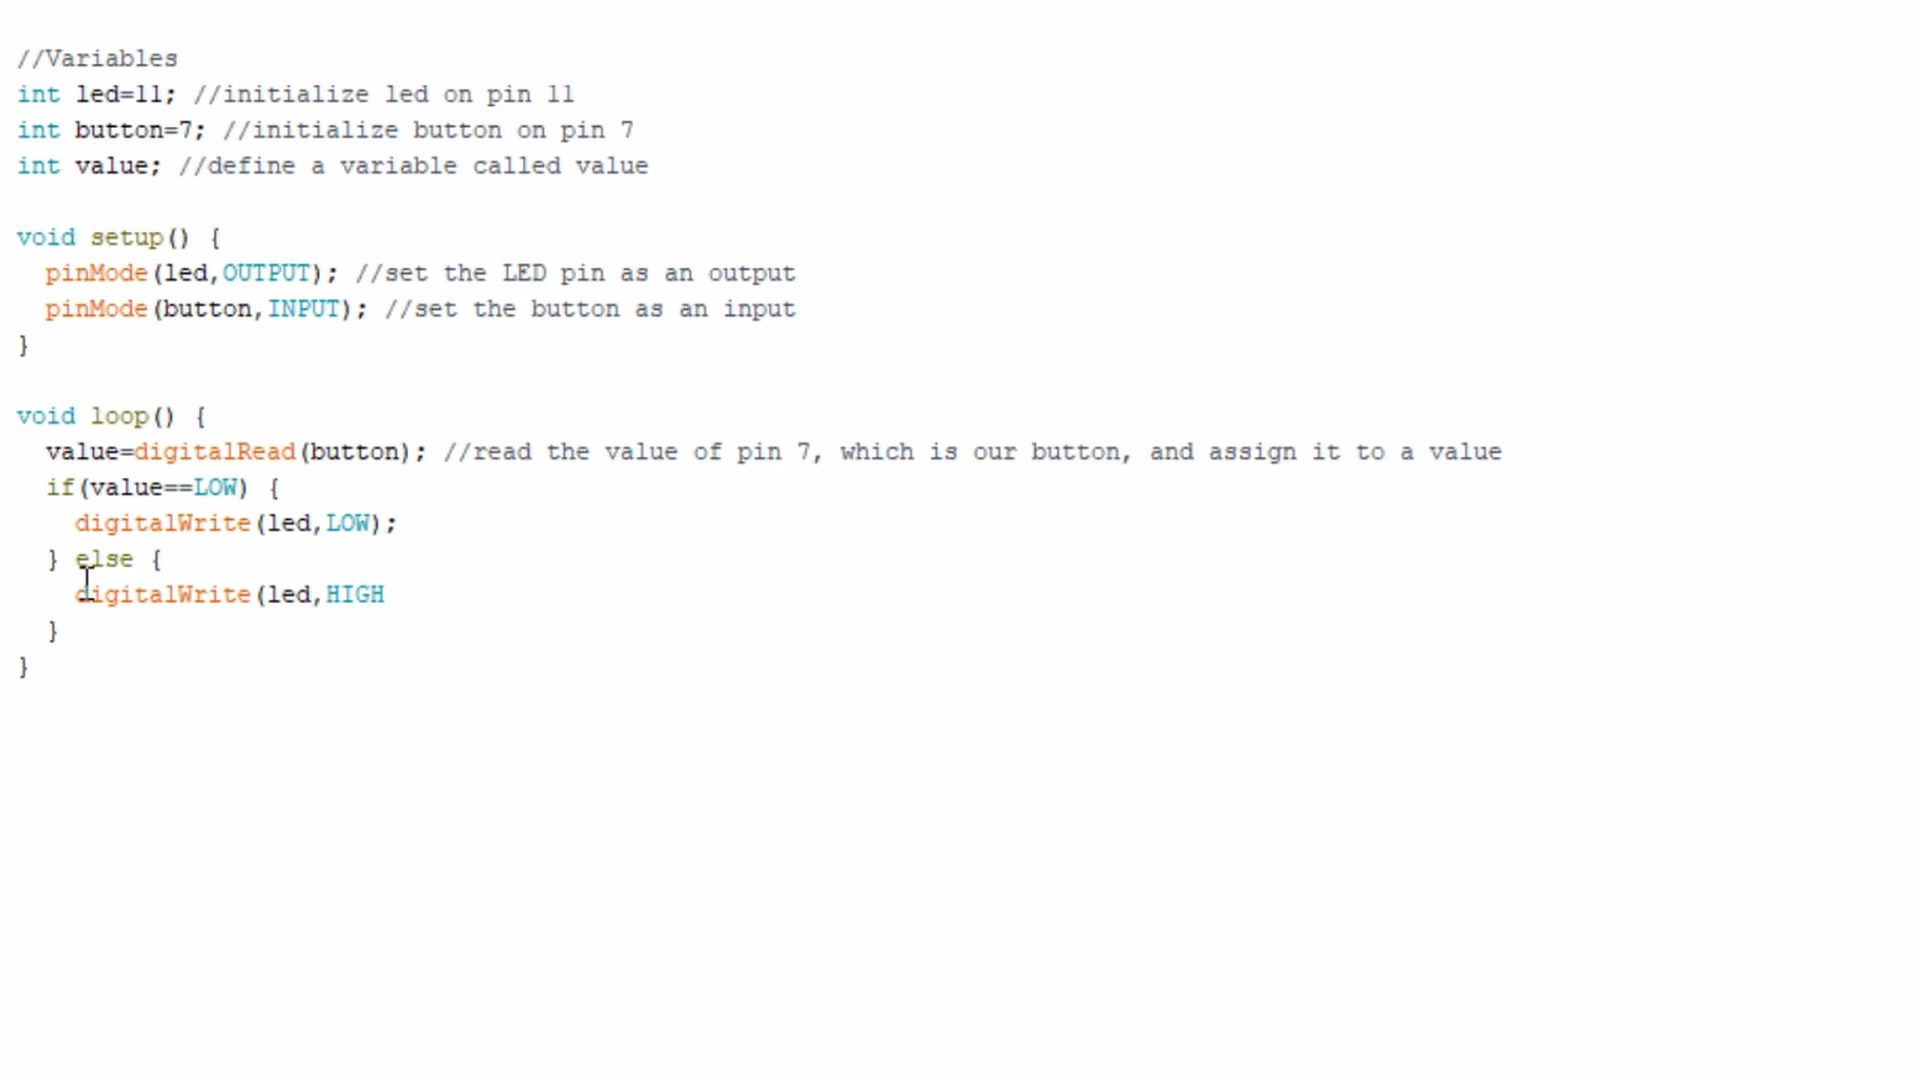 //Variables
int led=11; //initialize led on pin 11
int button=7; //initialize button on pin 7
int value; //define a variable called value
void setup() {
  pinMode(led,OUTPUT); //set the LED pin as an output
  pinMode(button,INPUT); //set the button as an input
}
void loop() {
  value=digitalRead(button); //read the value of pin 7, which is our button, and assign it to a value
  if(value==LOW) {
    digitalWrite(led,LOW);
  } else {
    digitalWrite(led,HIGH
  }
}